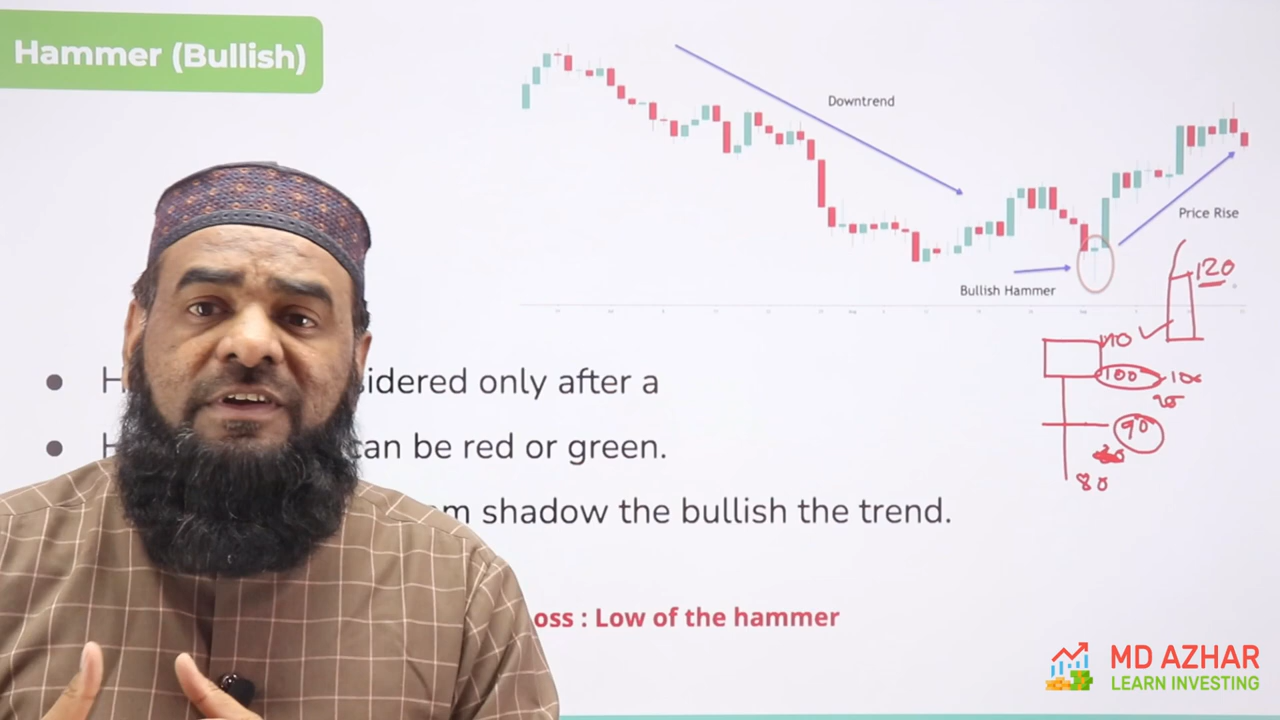 Hammer (Bullish)
Downtrend
Price Rise
Bullish Hammer
120
110
100
90
80
H
sidered only after a
H
can be red or green.
m shadow the bullish the trend.
oss : Low of the hammer
MD AZHAR
LEARN INVESTING